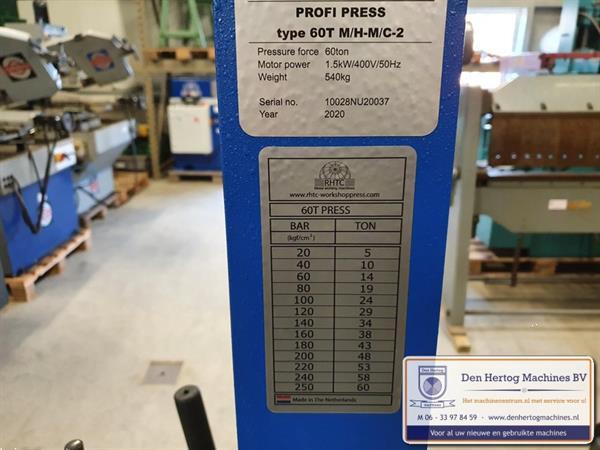 PROFI PRESS
type 60T M/H-M/C-2
Pressure force 60ton
Motor power 1.5kW/400V/50Hz
Weight 540kg
Serial no. 10028NU20037
Year 2020
RHTC
www.rhtc-workshoppress.com
60T PRESS
BAR TON
(kgf/cm²)
20 5
40 10
60 14
80 19
100 24
120 29
140 34
160 38
180 43
200 48
220 53
240 58
250 60
Made in The Netherlands
Den Hertog Machines BV
Het machinecentrum.nl met service voor u!
M 06 - 33 97 84 59 - www.denhertogmachines.nl
Voor al uw nieuwe en gebruikte machines